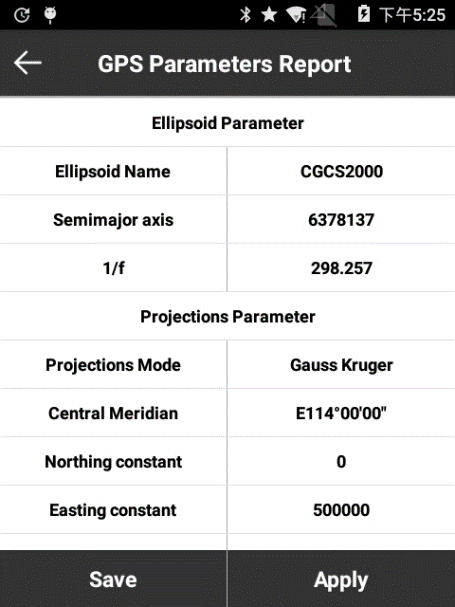 下午5:25
GPS Parameters Report
Ellipsoid Parameter
Ellipsoid Name CGCS2000
Semimajor axis 6378137
1/f 298.257
Projections Parameter
Projections Mode Gauss Kruger
Central Meridian E114°00'00"
Northing constant 0
Easting constant 500000
Save Apply